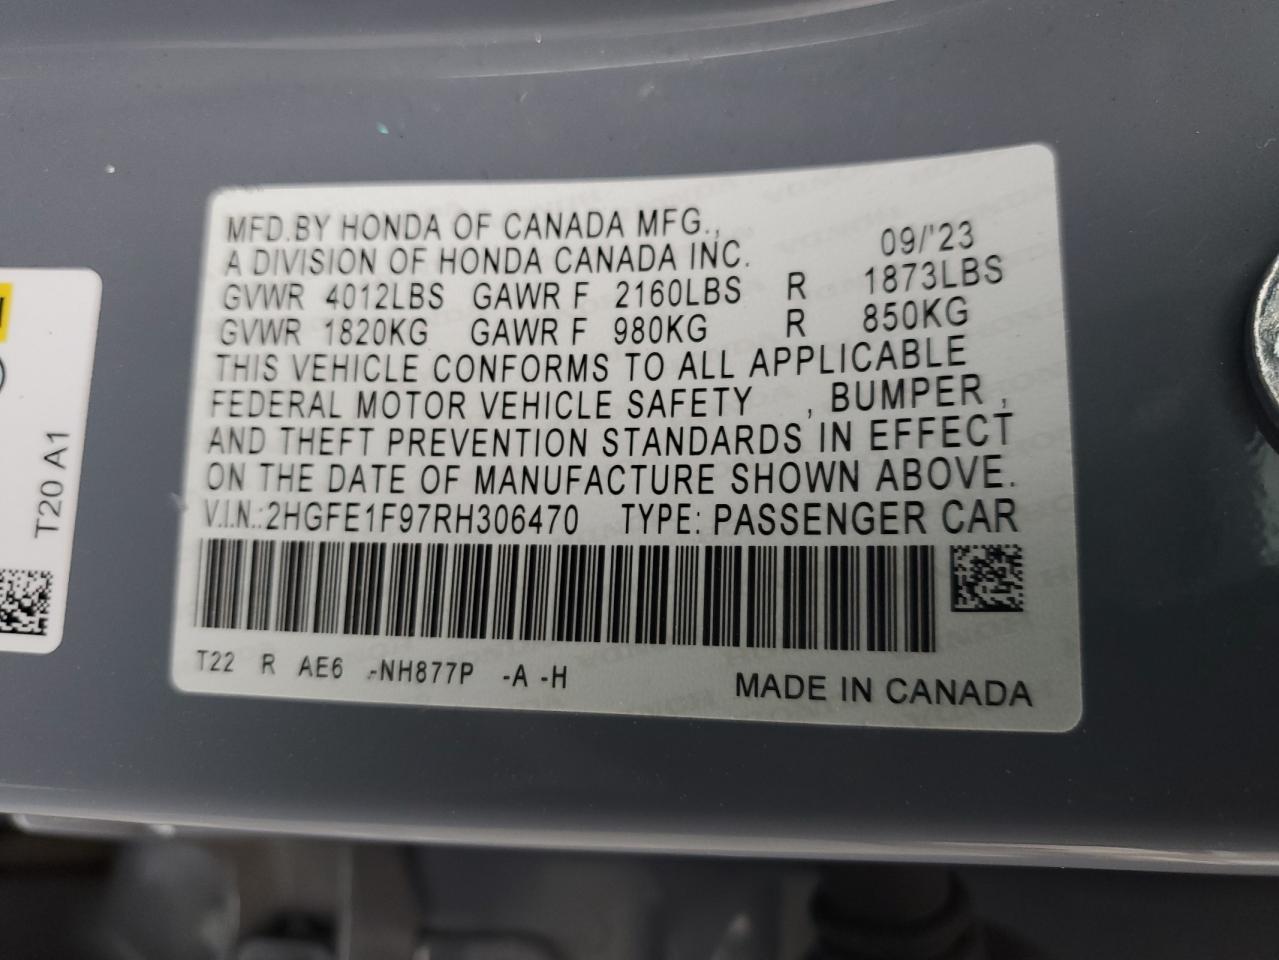 MFD.BY HONDA OF CANADA MFG.,
A DIVISION OF HONDA CANADA INC. 09/'23
GVWR 4012LBS GAWR F 2160LBS R 1873LBS
GVWR 1820KG GAWR F 980KG R 850KG
THIS VEHICLE CONFORMS TO ALL APPLICABLE
FEDERAL MOTOR VEHICLE SAFETY , BUMPER ,
AND THEFT PREVENTION STANDARDS IN EFFECT
ON THE DATE OF MANUFACTURE SHOWN ABOVE.
V.I.N.:2HGFE1F97RH306470 TYPE: PASSENGER CAR
T22 R AE6 -NH877P -A -H
MADE IN CANADA
T20 A1